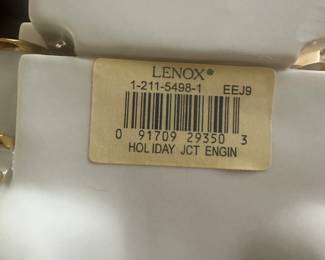 LENOX®
1-211-5498-1 EEJ9
0 91709 29350 3
HOLIDAY JCT ENGIN